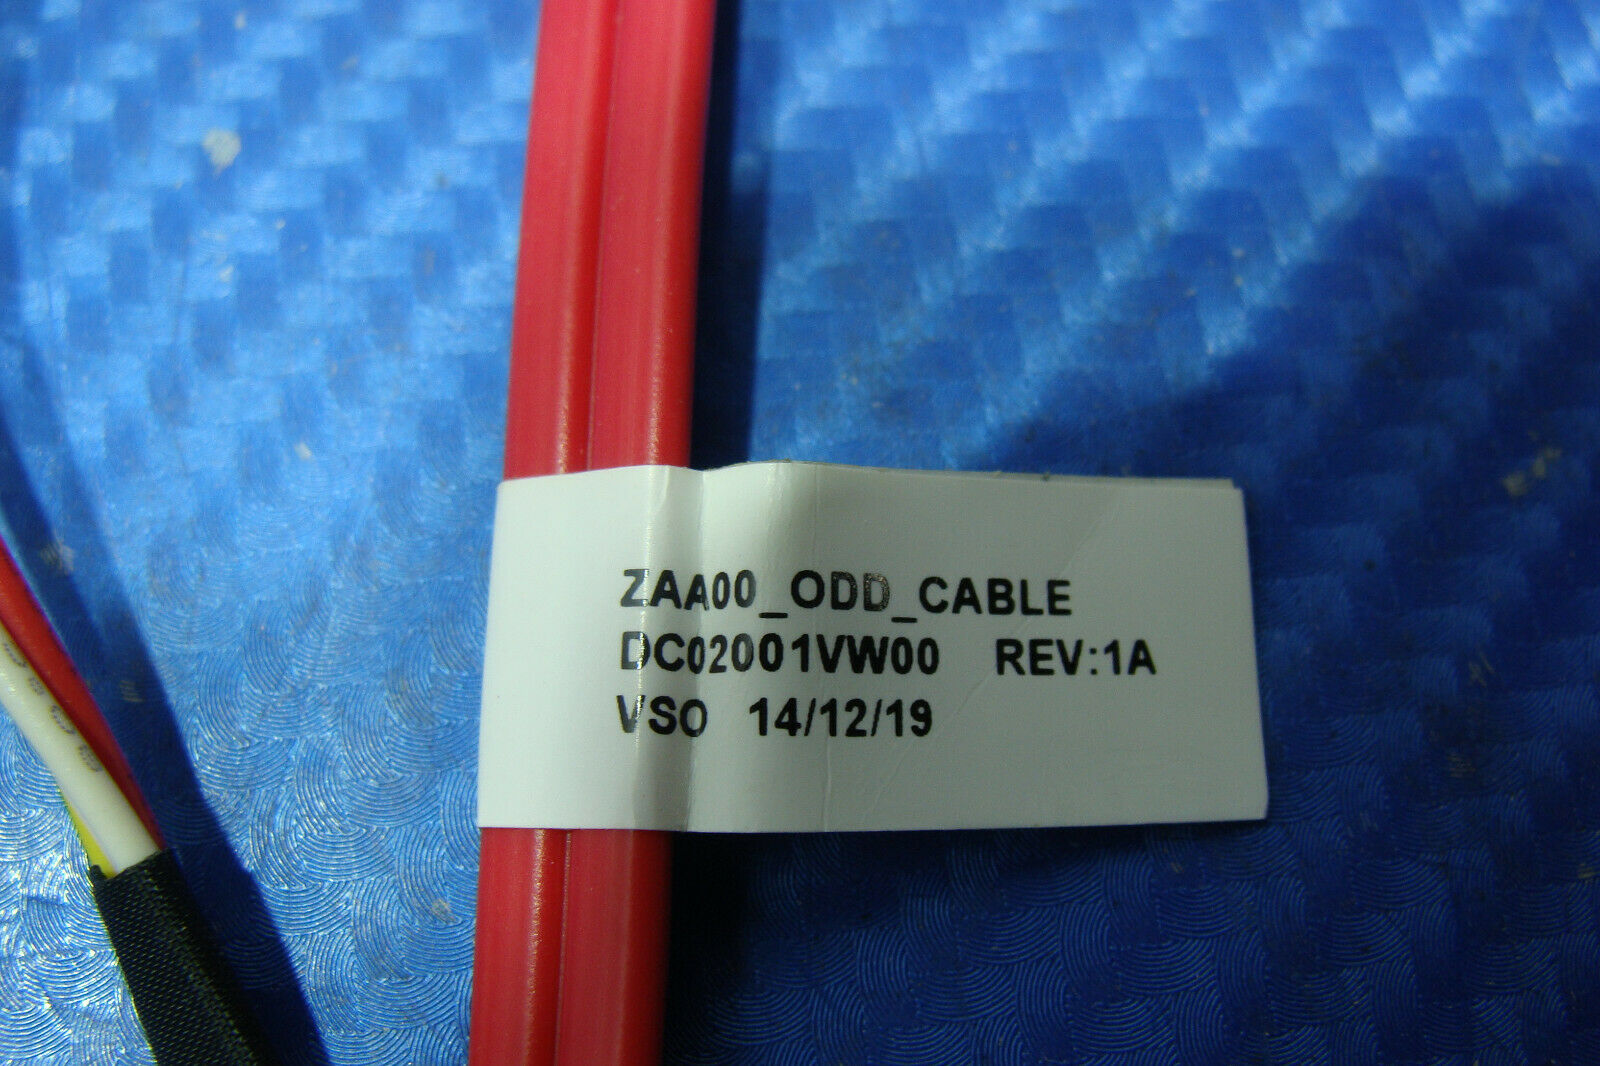 ZAA00_ODD_CABLE
DC02001VW00 REV:1A
VSO 14/12/19